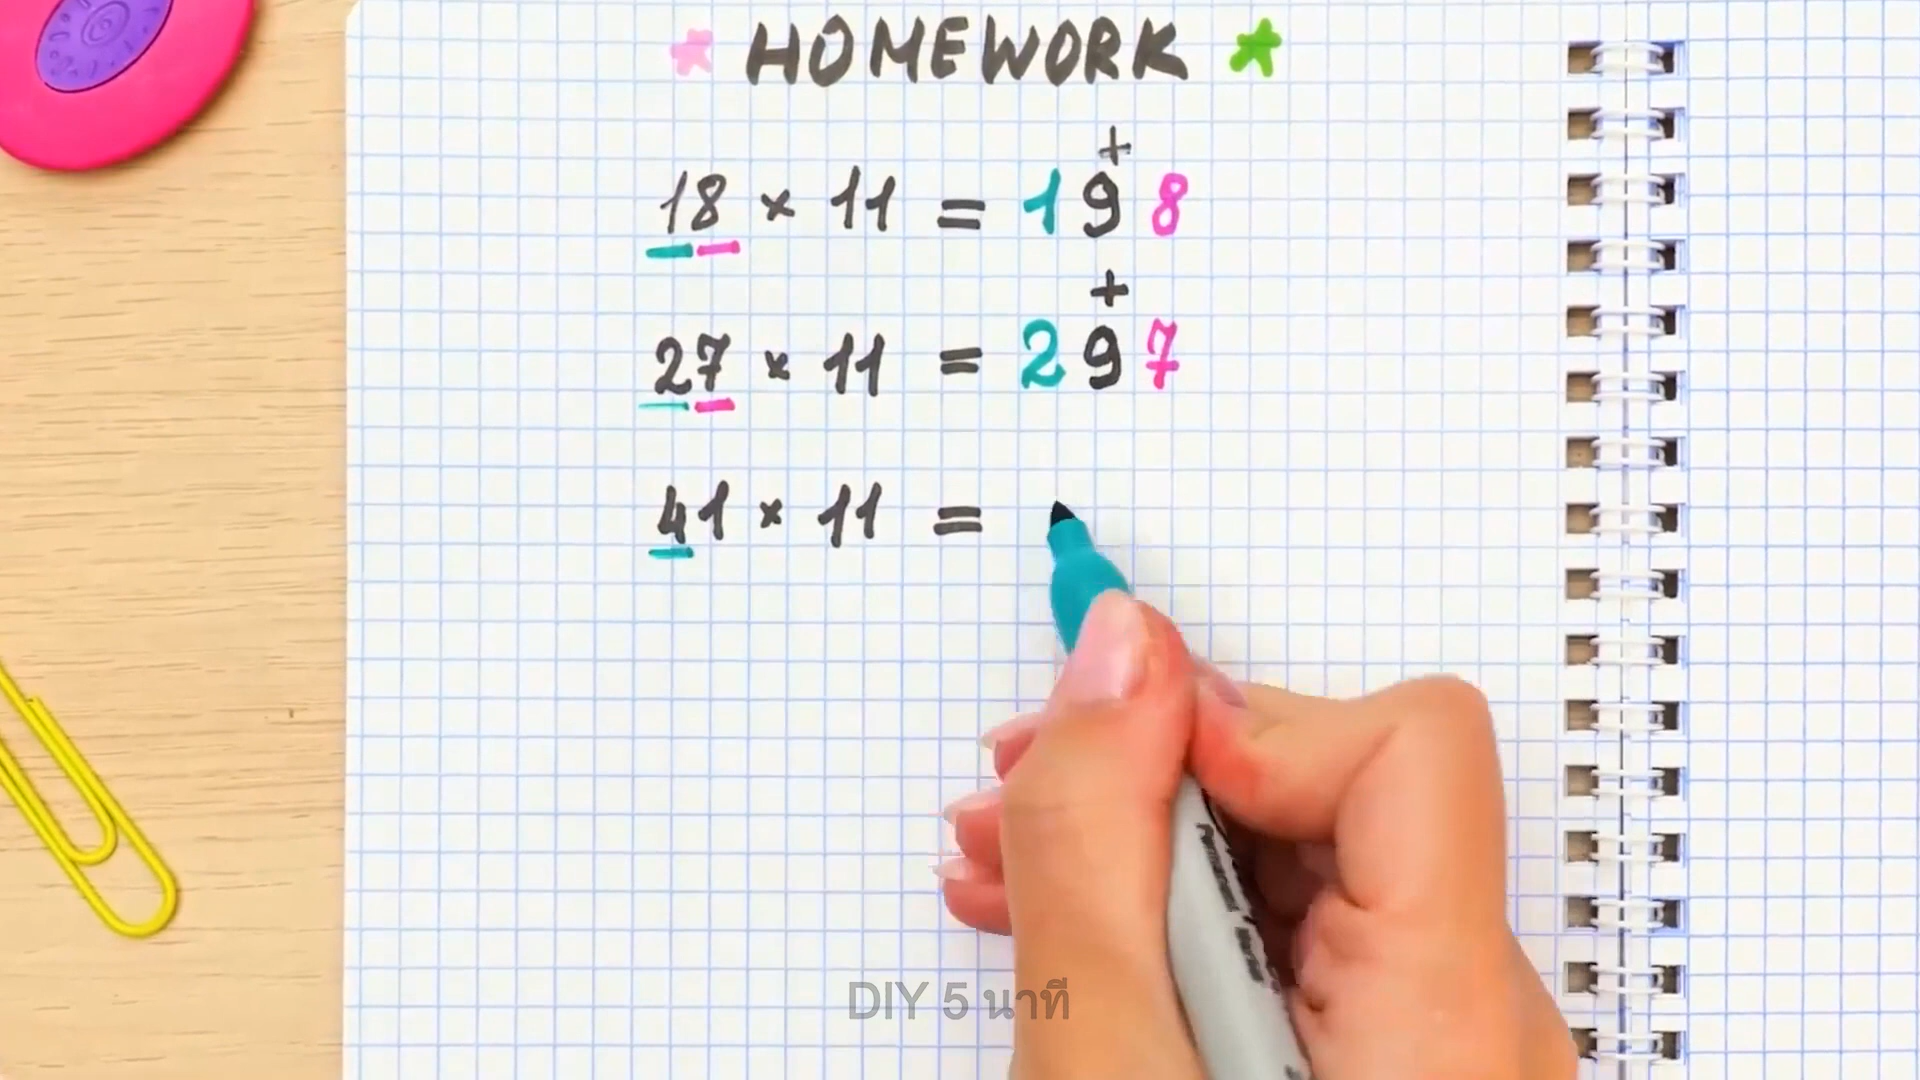 HOMEWORK
+
18 × 11 = 198
+
27 × 11 = 297
41 × 11 =
DIY 5 นาที